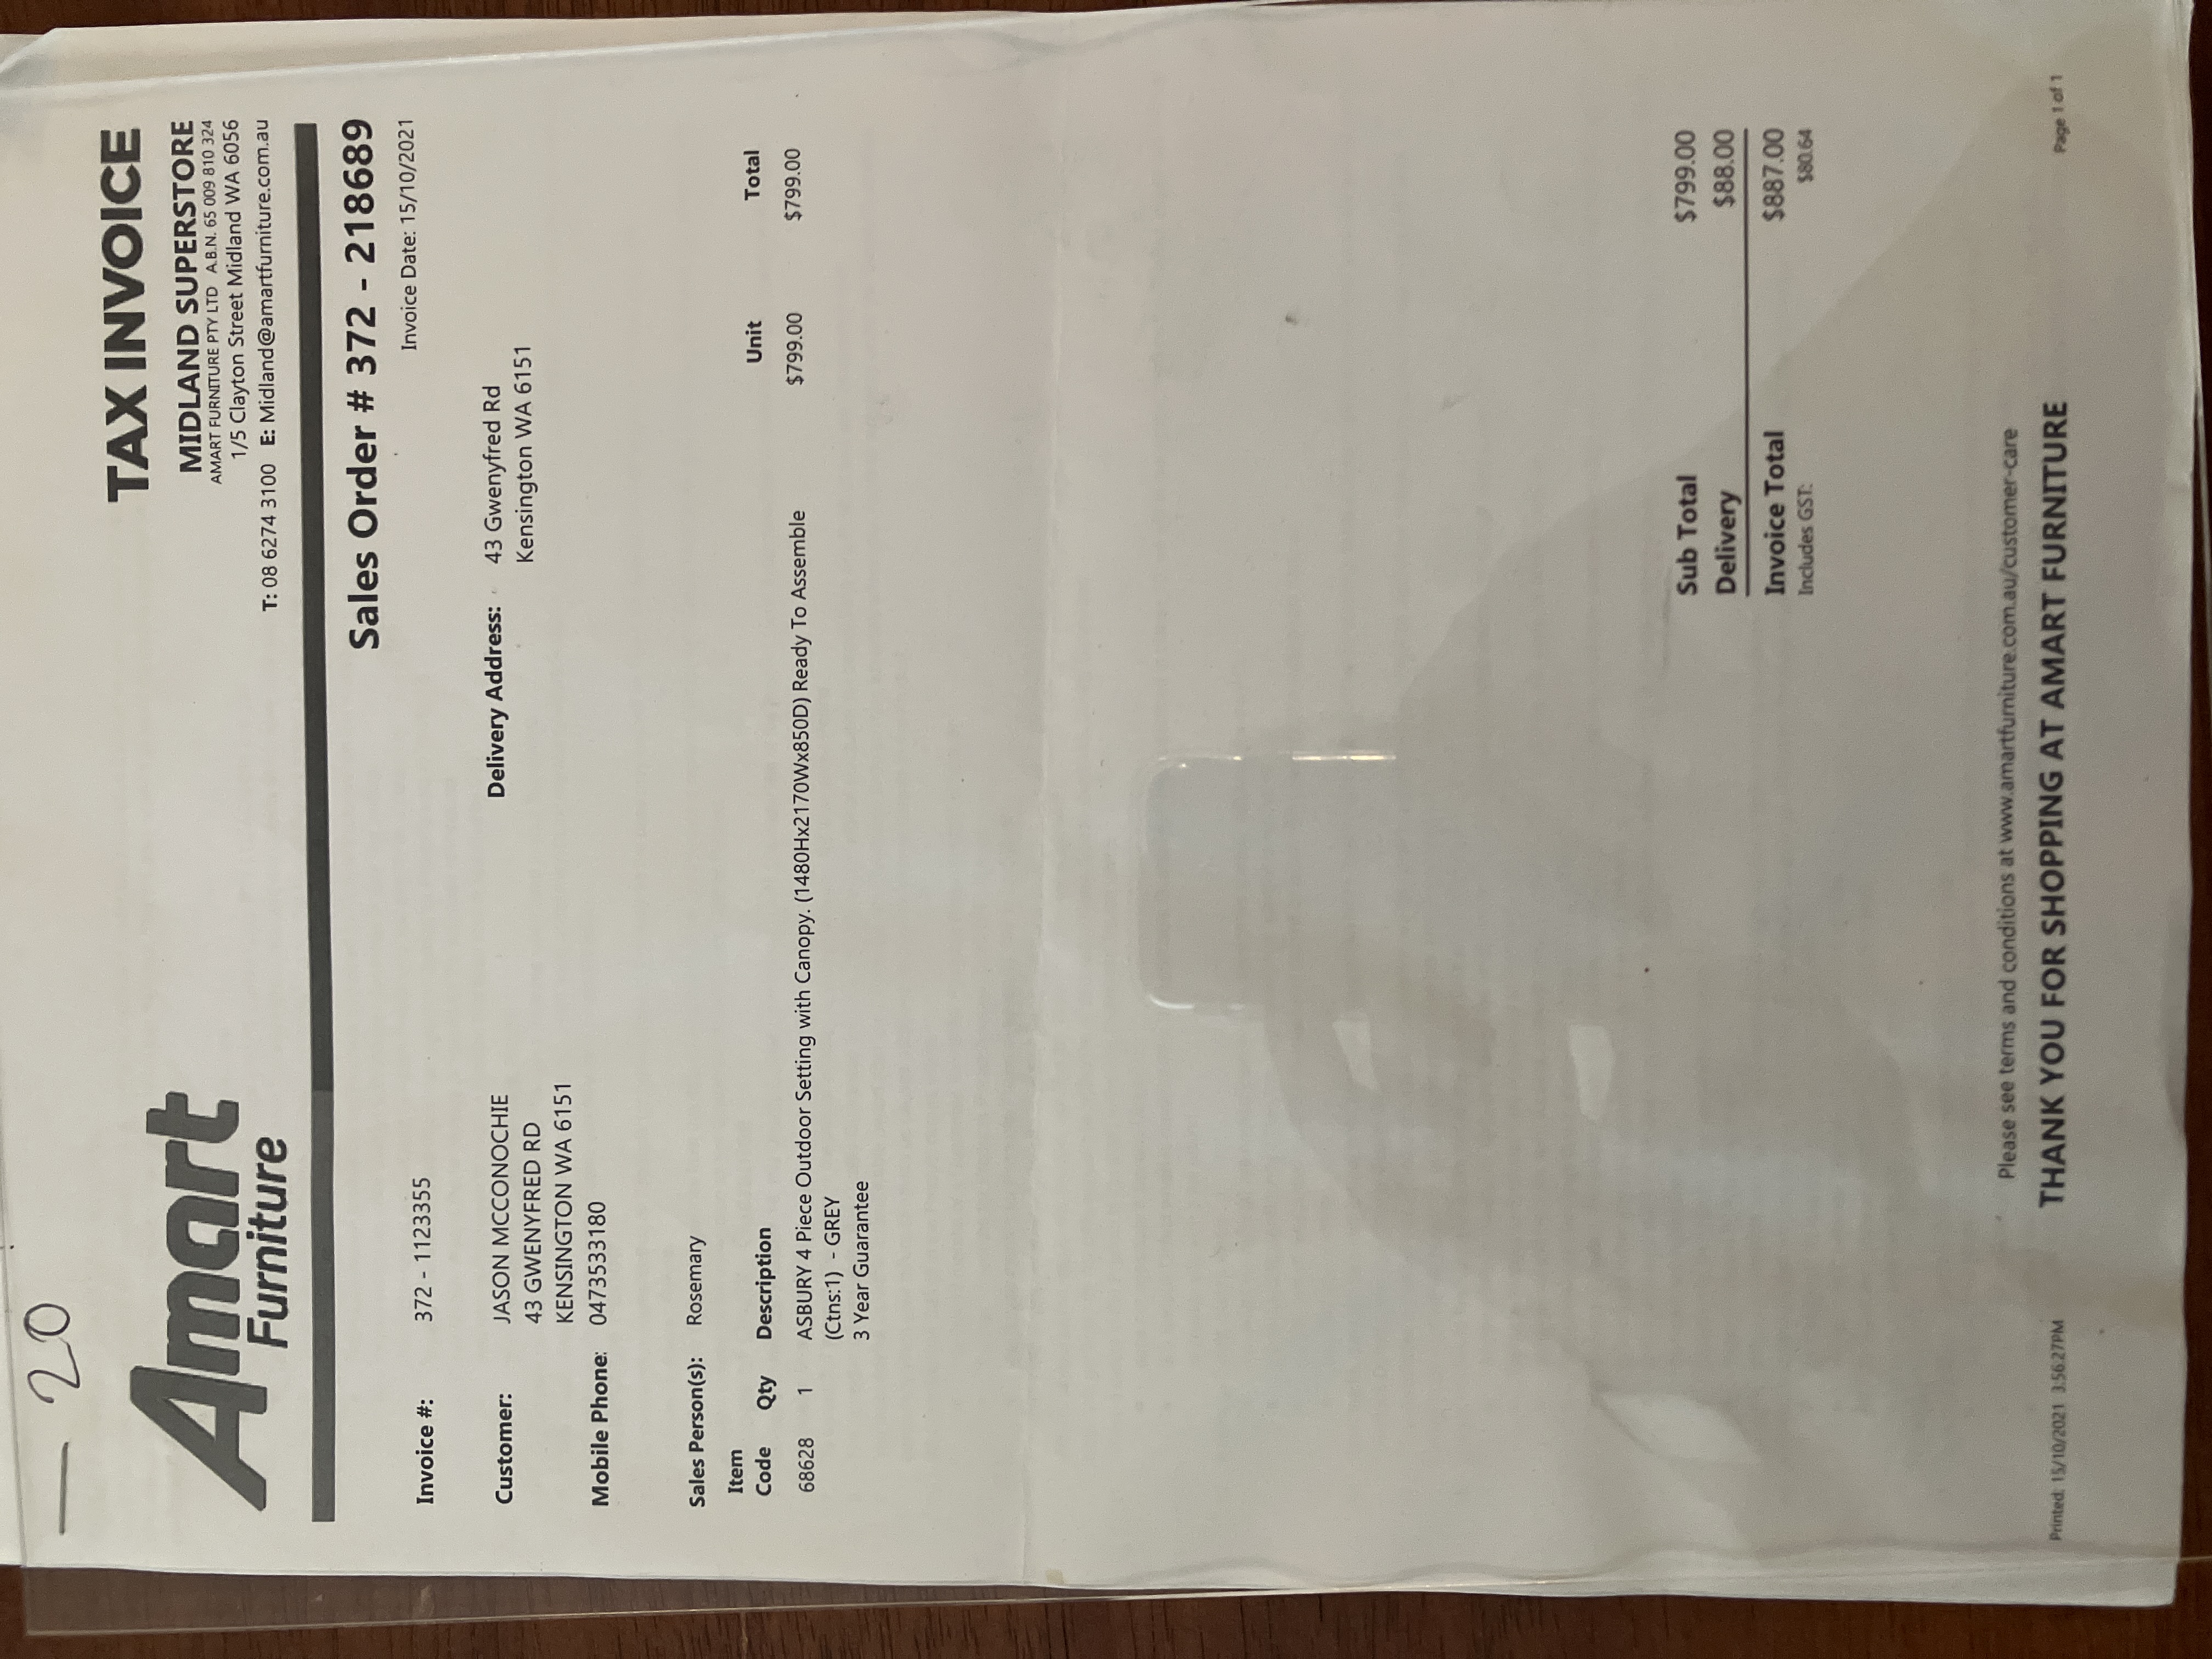 — 20
Amart
Furniture
TAX INVOICE
MIDLAND SUPERSTORE
AMART FURNITURE PTY LTD A.B.N. 65 009 810 324
1/5 Clayton Street Midland WA 6056
T: 08 6274 3100 E: Midland@amartfurniture.com.au
Sales Order # 372 - 218689
Invoice Date: 15/10/2021
Invoice #: 372 - 1123355
Customer: JASON MCCONOCHIE
43 GWENYFRED RD
KENSINGTON WA 6151
Delivery Address: 43 Gwenyfred Rd
Kensington WA 6151
Mobile Phone: 0473533180
Sales Person(s): Rosemary
Item
Code Qty Description Unit Total
68628 1 ASBURY 4 Piece Outdoor Setting with Canopy. (1480Hx2170Wx850D) Ready To Assemble $799.00 $799.00
(Ctns:1) - GREY
3 Year Guarantee
Sub Total $799.00
Delivery $88.00
Invoice Total $887.00
Includes GST: $80.64
Please see terms and conditions at www.amartfurniture.com.au/customer-care
Printed: 15/10/2021 3:56:27PM THANK YOU FOR SHOPPING AT AMART FURNITURE Page 1 of 1